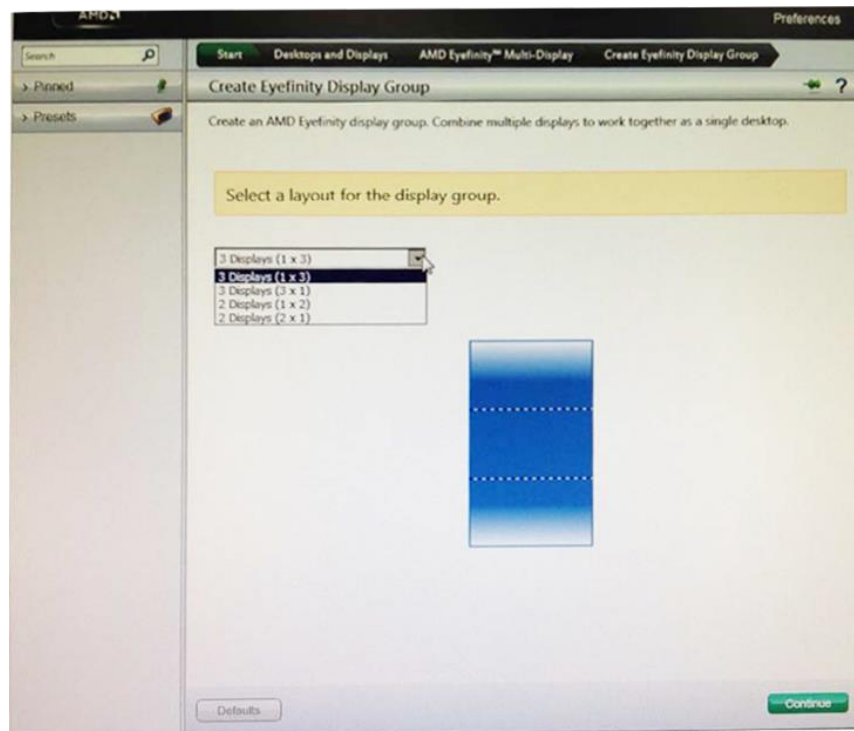 AMD
Preferences
Search
Start Desktops and Displays AMD Eyefinity™ Multi-Display Create Eyefinity Display Group
> Pinned
Create Eyefinity Display Group ?
> Presets
Create an AMD Eyefinity display group. Combine multiple displays to work together as a single desktop.
Select a layout for the display group.
3 Displays (1 x 3)
3 Displays (1 x 3)
3 Displays (3 x 1)
2 Displays (1 x 2)
2 Displays (2 x 1)
Defaults
Continue